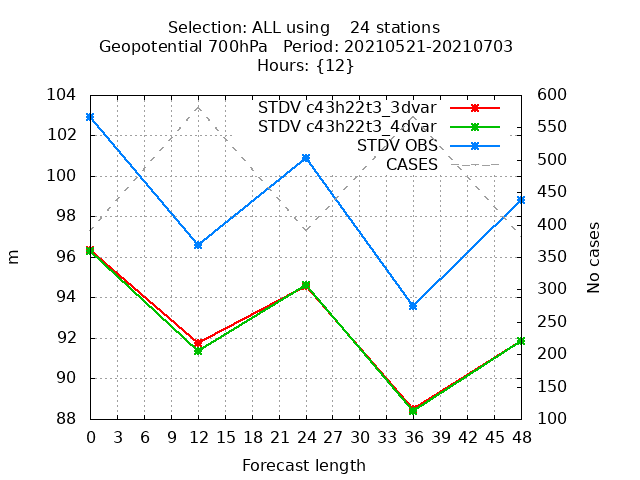 Selection: ALL using    24 stations
Geopotential 700hPa   Period: 20210521-20210703
Hours: {12}
STDV c43h22t3_3dvar
STDV c43h22t3_4dvar
STDV OBS
CASES
104
102
100
98
96
94
92
90
88
m
600
550
500
450
400
350
300
250
200
150
100
No cases
0 3 6 9 12 15 18 21 24 27 30 33 36 39 42 45 48
Forecast length